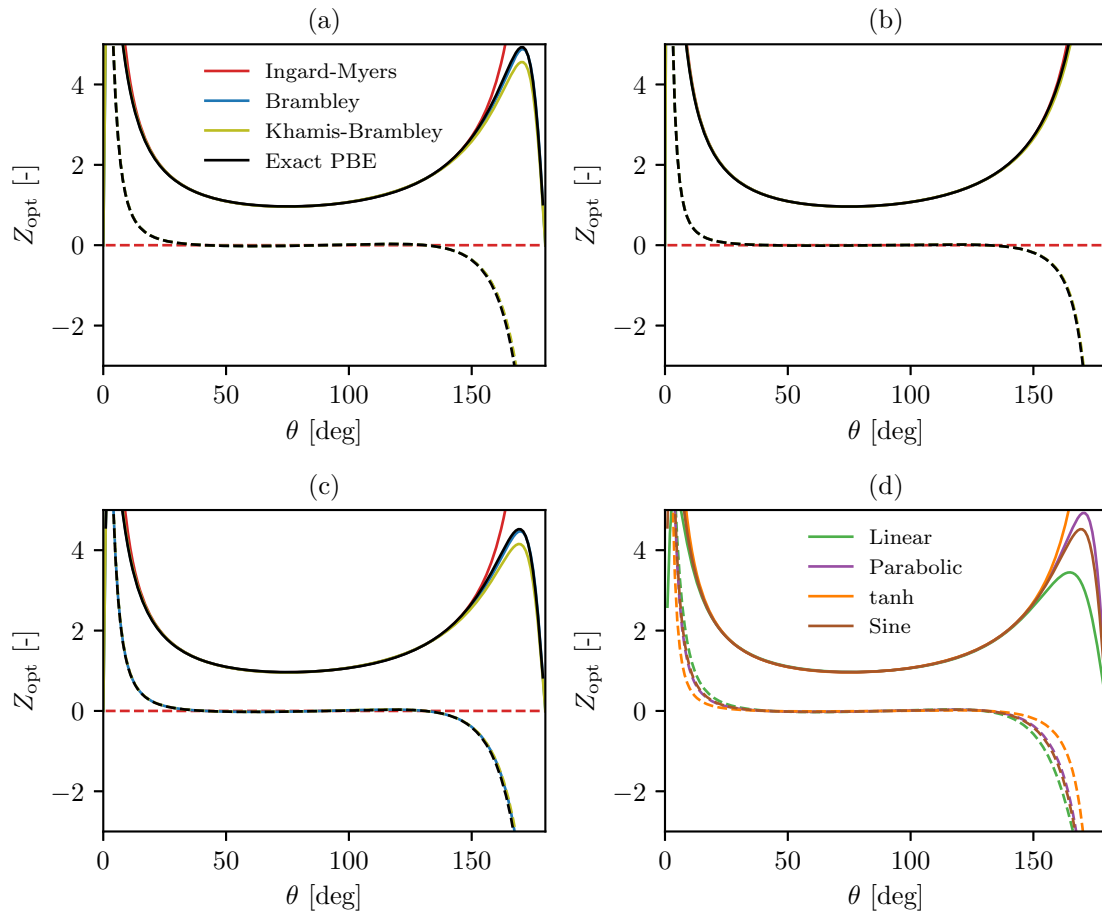 (a)
Z_opt [-]
4
2
0
−2
Ingard-Myers
Brambley
Khamis-Brambley
Exact PBE
0
50
100
150
θ [deg]
(b)
Z_opt [-]
4
2
0
−2
0
50
100
150
θ [deg]
(c)
Z_opt [-]
4
2
0
−2
0
50
100
150
θ [deg]
(d)
Z_opt [-]
4
2
0
−2
Linear
Parabolic
tanh
Sine
0
50
100
150
θ [deg]